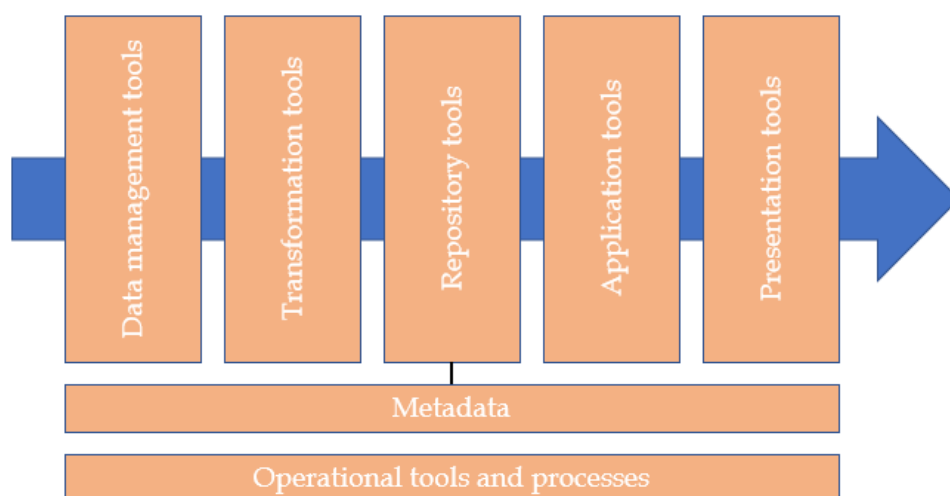 Data management tools
Transformation tools
Repository tools
Application tools
Presentation tools
Metadata
Operational tools and processes